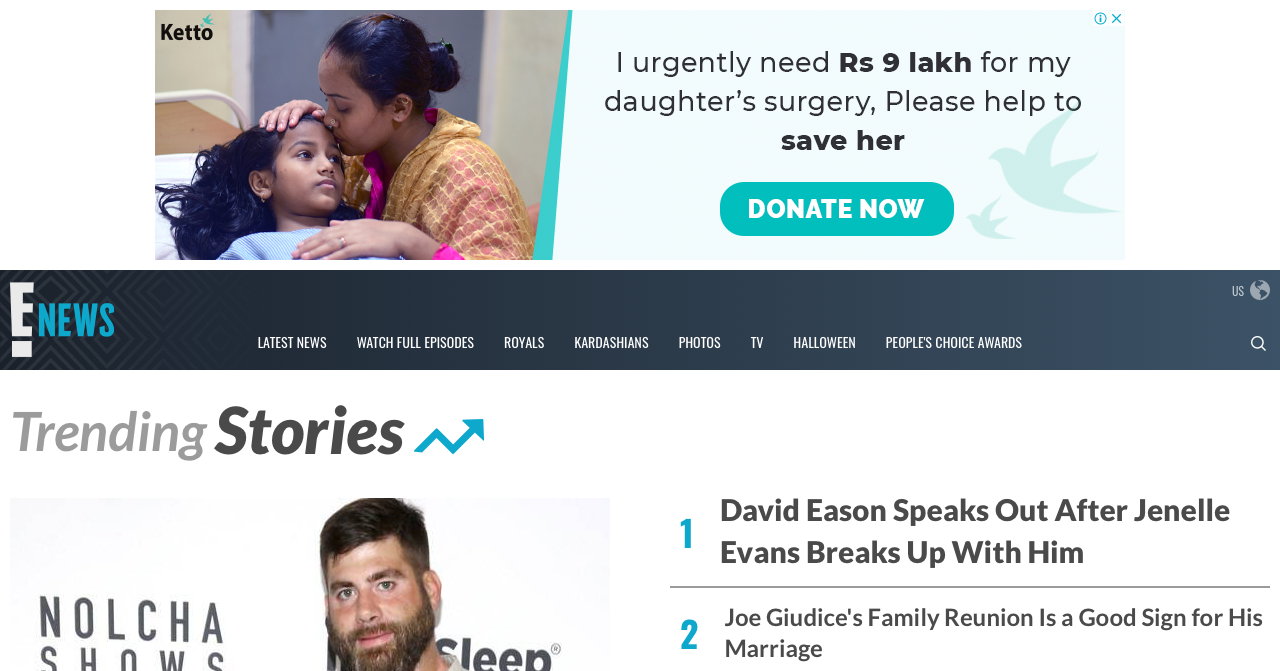 Ketto
I urgently need Rs 9 lakh for my
daughter’s surgery, Please help to
save her
DONATE NOW
E! NEWS
US
LATEST NEWS WATCH FULL EPISODES ROYALS KARDASHIANS PHOTOS TV HALLOWEEN PEOPLE'S CHOICE AWARDS
Trending Stories
NOLCHA
SHOWS
Sleep®
1
David Eason Speaks Out After Jenelle
Evans Breaks Up With Him
2
Joe Giudice's Family Reunion Is a Good Sign for His
Marriage